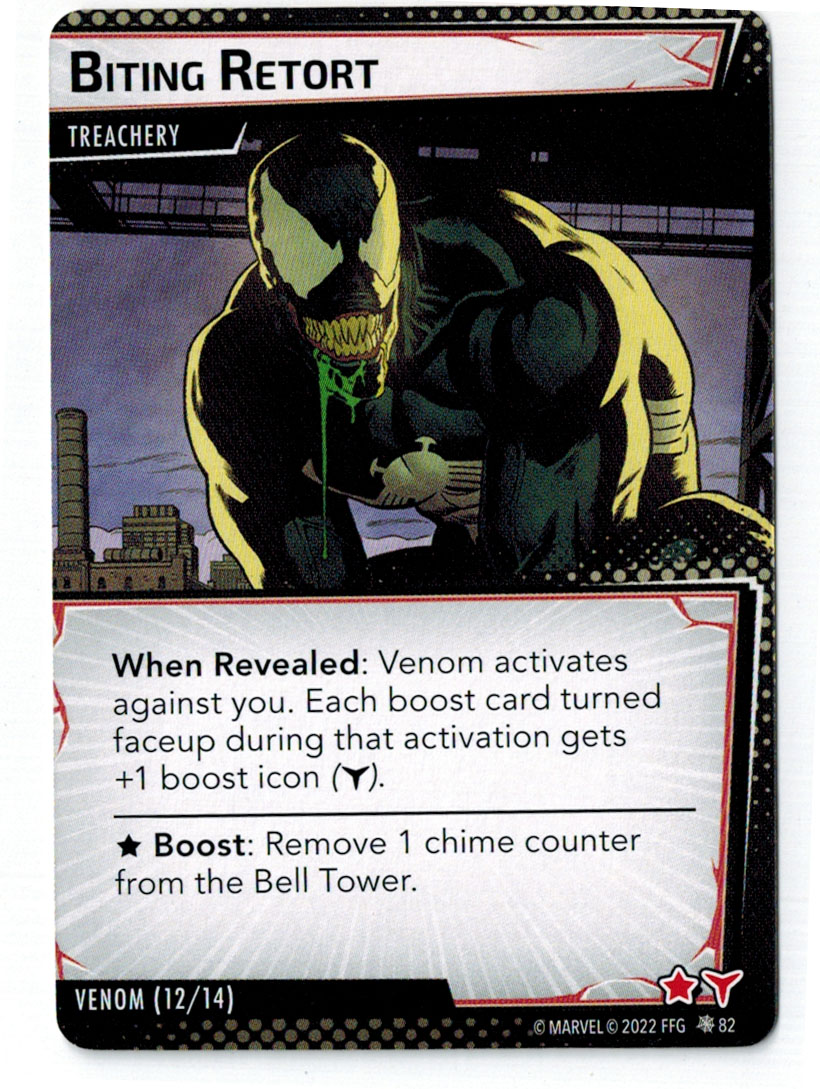 BITING RETORT
TREACHERY
When Revealed: Venom activates
against you. Each boost card turned
faceup during that activation gets
+1 boost icon ( ).
★ Boost: Remove 1 chime counter
from the Bell Tower.
VENOM (12/14)
© MARVEL © 2022 FFG 82